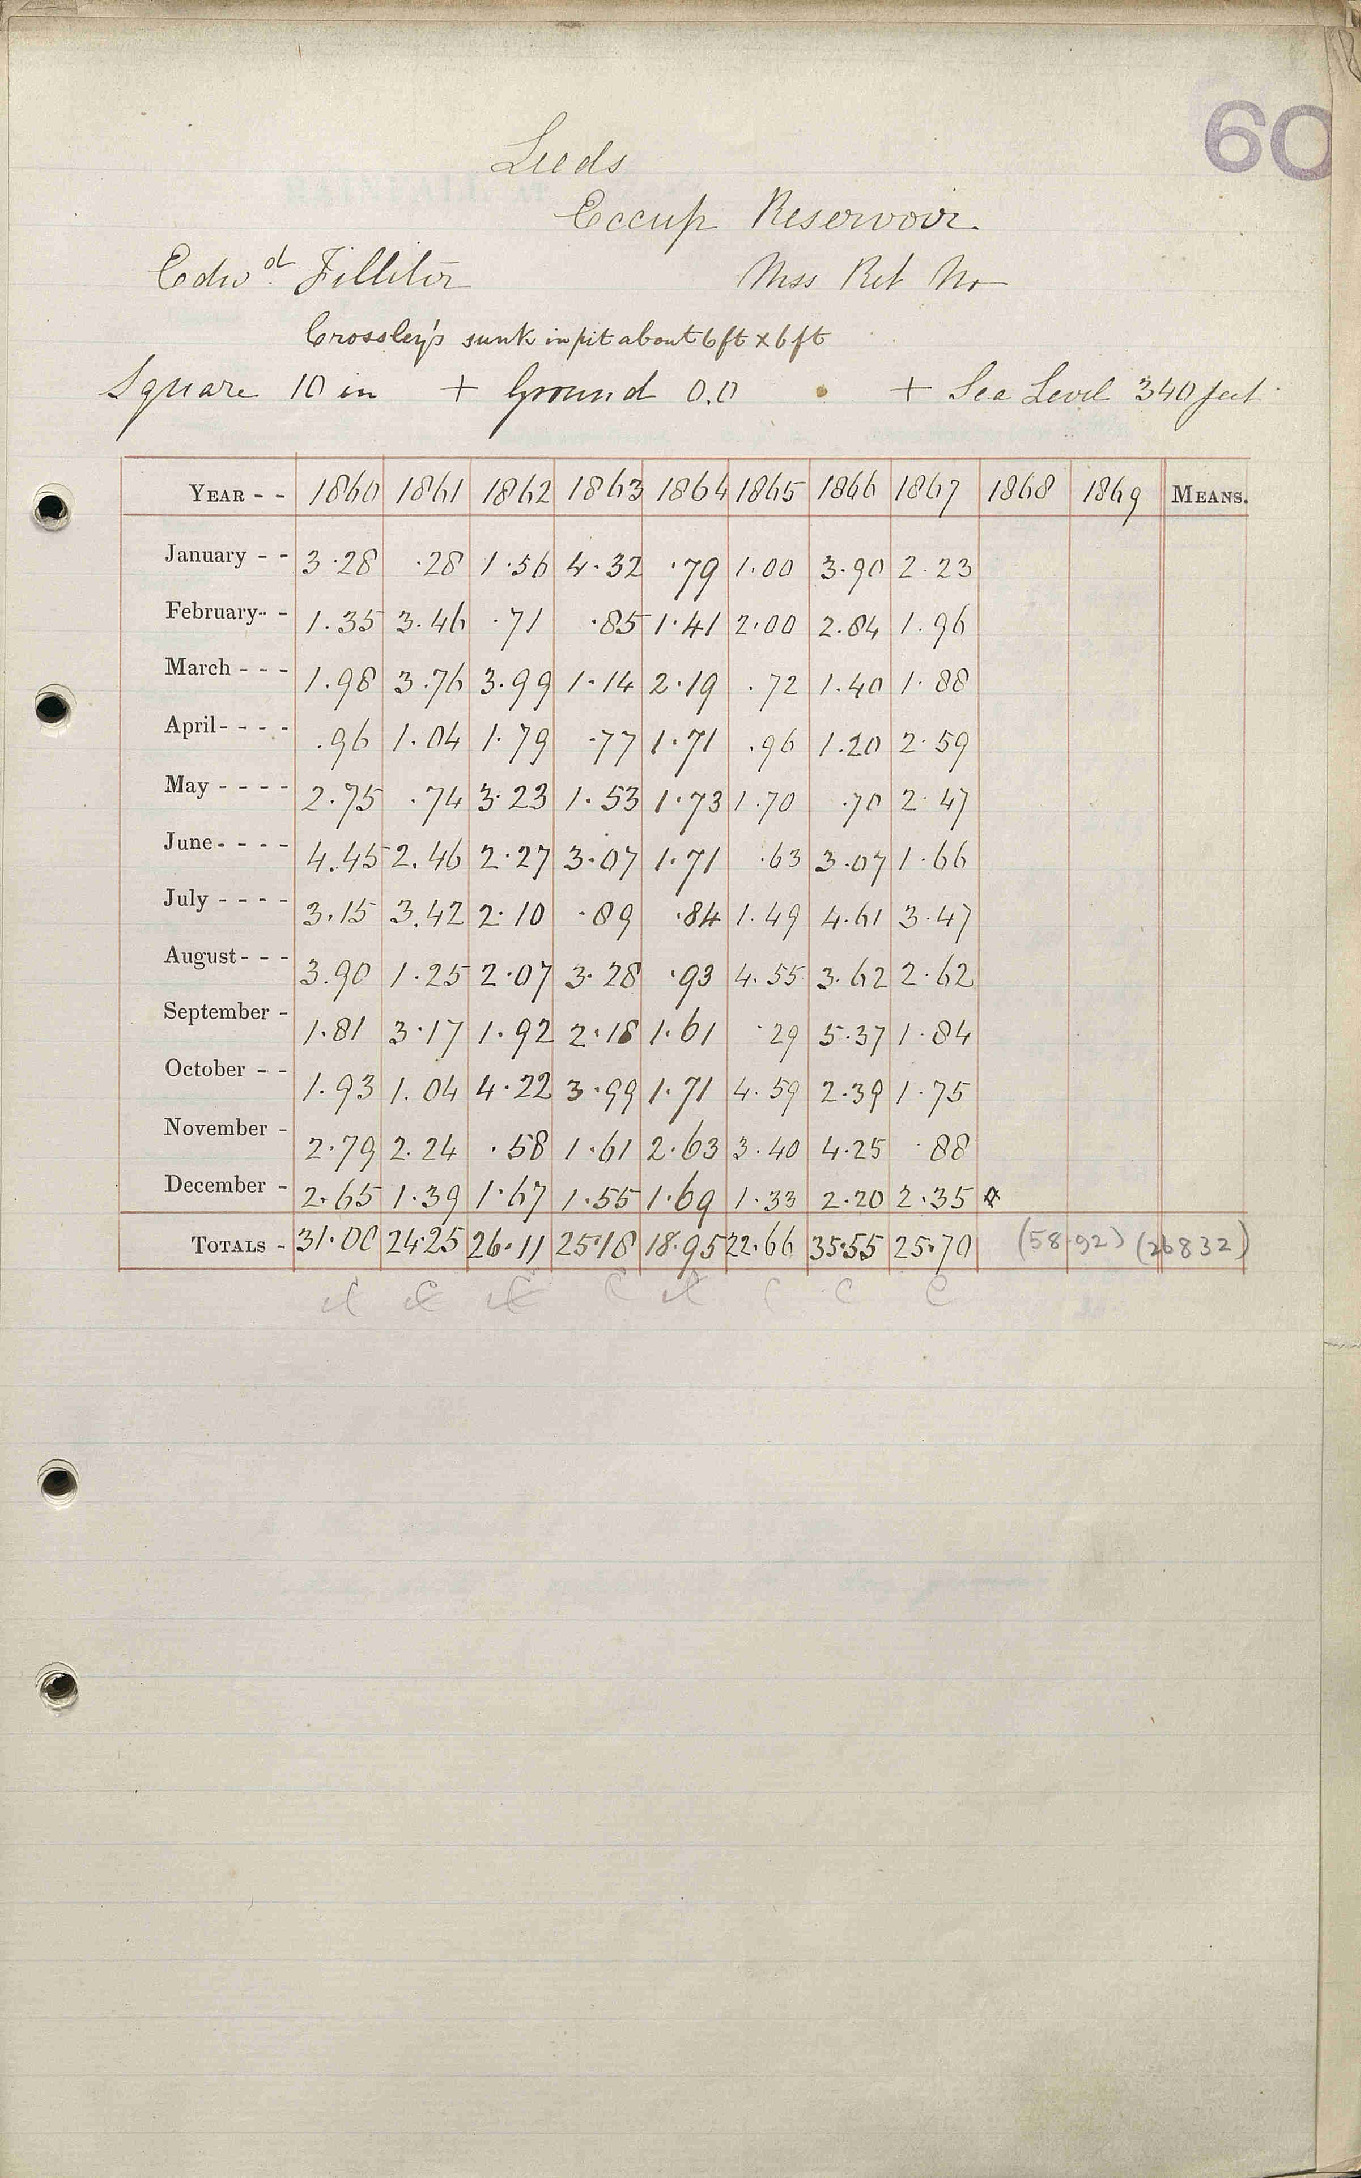 60
Leeds
Eccup Reservoir.
Edwd. Filliter Mss Ret No
Crossley's sunk in pit about 6ft x 6ft
Square 10 in + Ground 0.0 + Sea Level 340 feet
YEAR - - 1860 1861 1862 1863 1864 1865 1866 1867 1868 1869 MEANS.
January - - 3.28 .28 1.56 4.32 .79 1.00 3.90 2.23
February - - 1.35 3.46 .71 .85 1.41 2.00 2.84 1.96
March - - - 1.98 3.76 3.99 1.14 2.19 .72 1.40 1.88
April - - - - .96 1.04 1.79 .77 1.71 .96 1.20 2.59
May - - - - 2.75 .74 3.23 1.53 1.73 1.70 .70 2.47
June - - - - 4.45 2.46 2.27 3.07 1.71 .63 3.07 1.66
July - - - - 3.15 3.42 2.10 .89 .84 1.49 4.61 3.47
August - - - 3.90 1.25 2.07 3.28 .93 4.55 3.62 2.62
September - 1.81 3.17 1.92 2.18 1.61 .29 5.37 1.84
October - - 1.93 1.04 4.22 3.99 1.71 4.59 2.39 1.75
November - 2.79 2.24 .58 1.61 2.63 3.40 4.25 .88
December - 2.65 1.39 1.67 1.55 1.69 1.33 2.20 2.35
TOTALS - 31.00 24.25 26.11 25.18 18.95 22.66 35.55 25.70 (58.92) (26832)